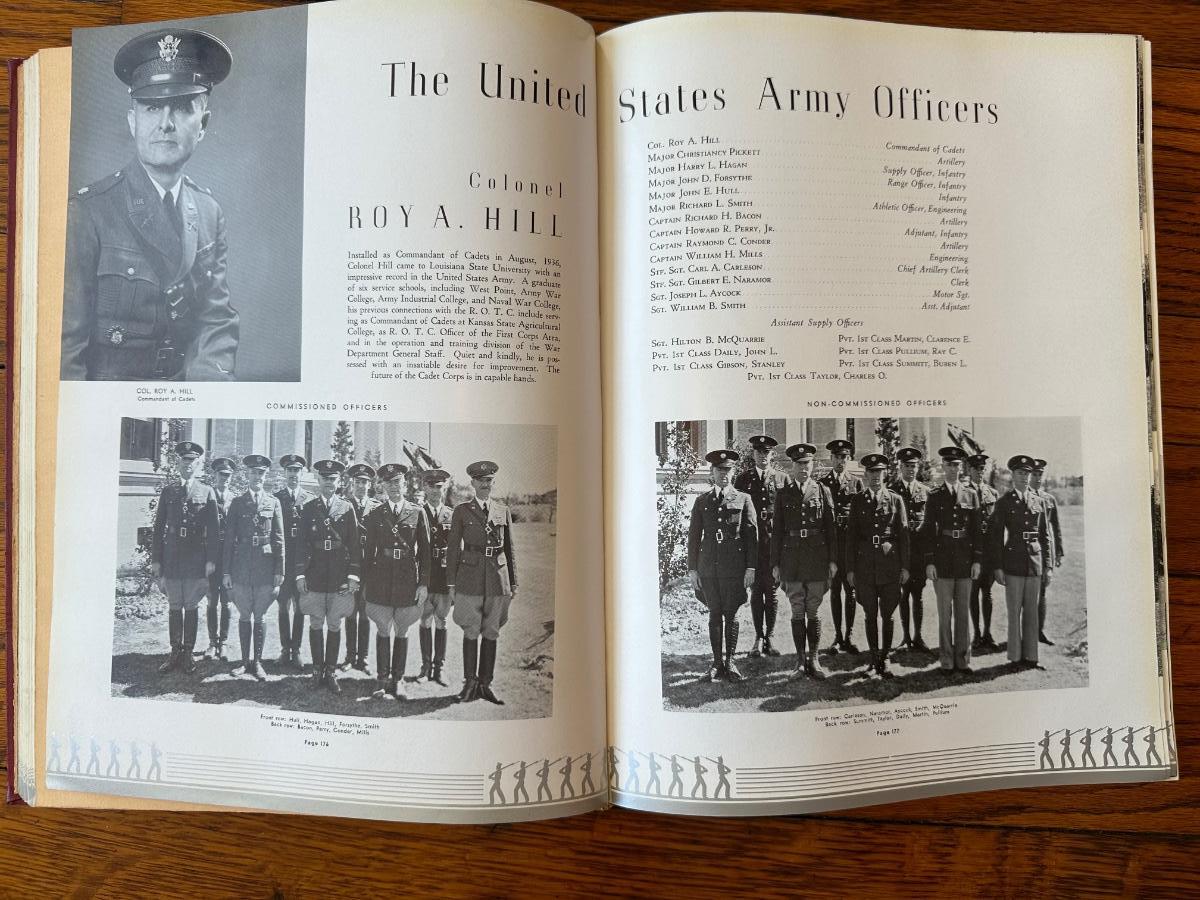 The United States Army Officers
Colonel
ROY A. HILL
Installed as Commandant of Cadets in August, 1936,
Colonel Hill came to Louisiana State University with an
impressive record in the United States Army. A graduate
of six service schools, including West Point, Army War
College, Army Industrial College, and Naval War College,
his previous connections with the R. O. T. C. include serv-
ing as Commandant of Cadets at Kansas State Agricultural
College, as R. O. T. C. Officer of the First Corps Area,
and in the operation and training division of the War
Department General Staff. Quiet and kindly, he is pos-
sessed with an insatiable desire for improvement. The
future of the Cadet Corps is in capable hands.
COL. ROY A. HILL
Commandant of Cadets
COMMISSIONED OFFICERS
Front row: Hull, Hagan, Hill, Forsythe, Smith
Back row: Bacon, Perry, Conder, Mills
Page 176
COL. ROY A. HILL Commandant of Cadets
MAJOR CHRISTIANCY PICKETT Artillery
MAJOR HARRY L. HAGAN Supply Officer, Infantry
MAJOR JOHN D. FORSYTHE Range Officer, Infantry
MAJOR JOHN E. HULL Infantry
MAJOR RICHARD L. SMITH Athletic Officer, Engineering
CAPTAIN RICHARD H. BACON Artillery
CAPTAIN HOWARD R. PERRY, JR. Adjutant, Infantry
CAPTAIN RAYMOND C. CONDER Artillery
CAPTAIN WILLIAM H. MILLS Engineering
STF. SGT. CARL A. CARLESON Chief Artillery Clerk
STF. SGT. GILBERT E. NARAMOR Clerk
SGT. JOSEPH L. AYCOCK Motor Sgt.
SGT. WILLIAM B. SMITH Asst. Adjutant
Assistant Supply Officers
SGT. HILTON B. MCQUARRIE PVT. 1ST CLASS MARTIN, CLARENCE E.
PVT. 1ST CLASS DAILY, JOHN L. PVT. 1ST CLASS PULLIUM, RAY C.
PVT. 1ST CLASS GIBSON, STANLEY PVT. 1ST CLASS SUMMITT, BUBEN L.
PVT. 1ST CLASS TAYLOR, CHARLES O.
NON-COMMISSIONED OFFICERS
Front row: Carleson, Naramor, Aycock, Smith, McQuarrie
Back row: Summitt, Taylor, Daily, Martin, Pullium
Page 177